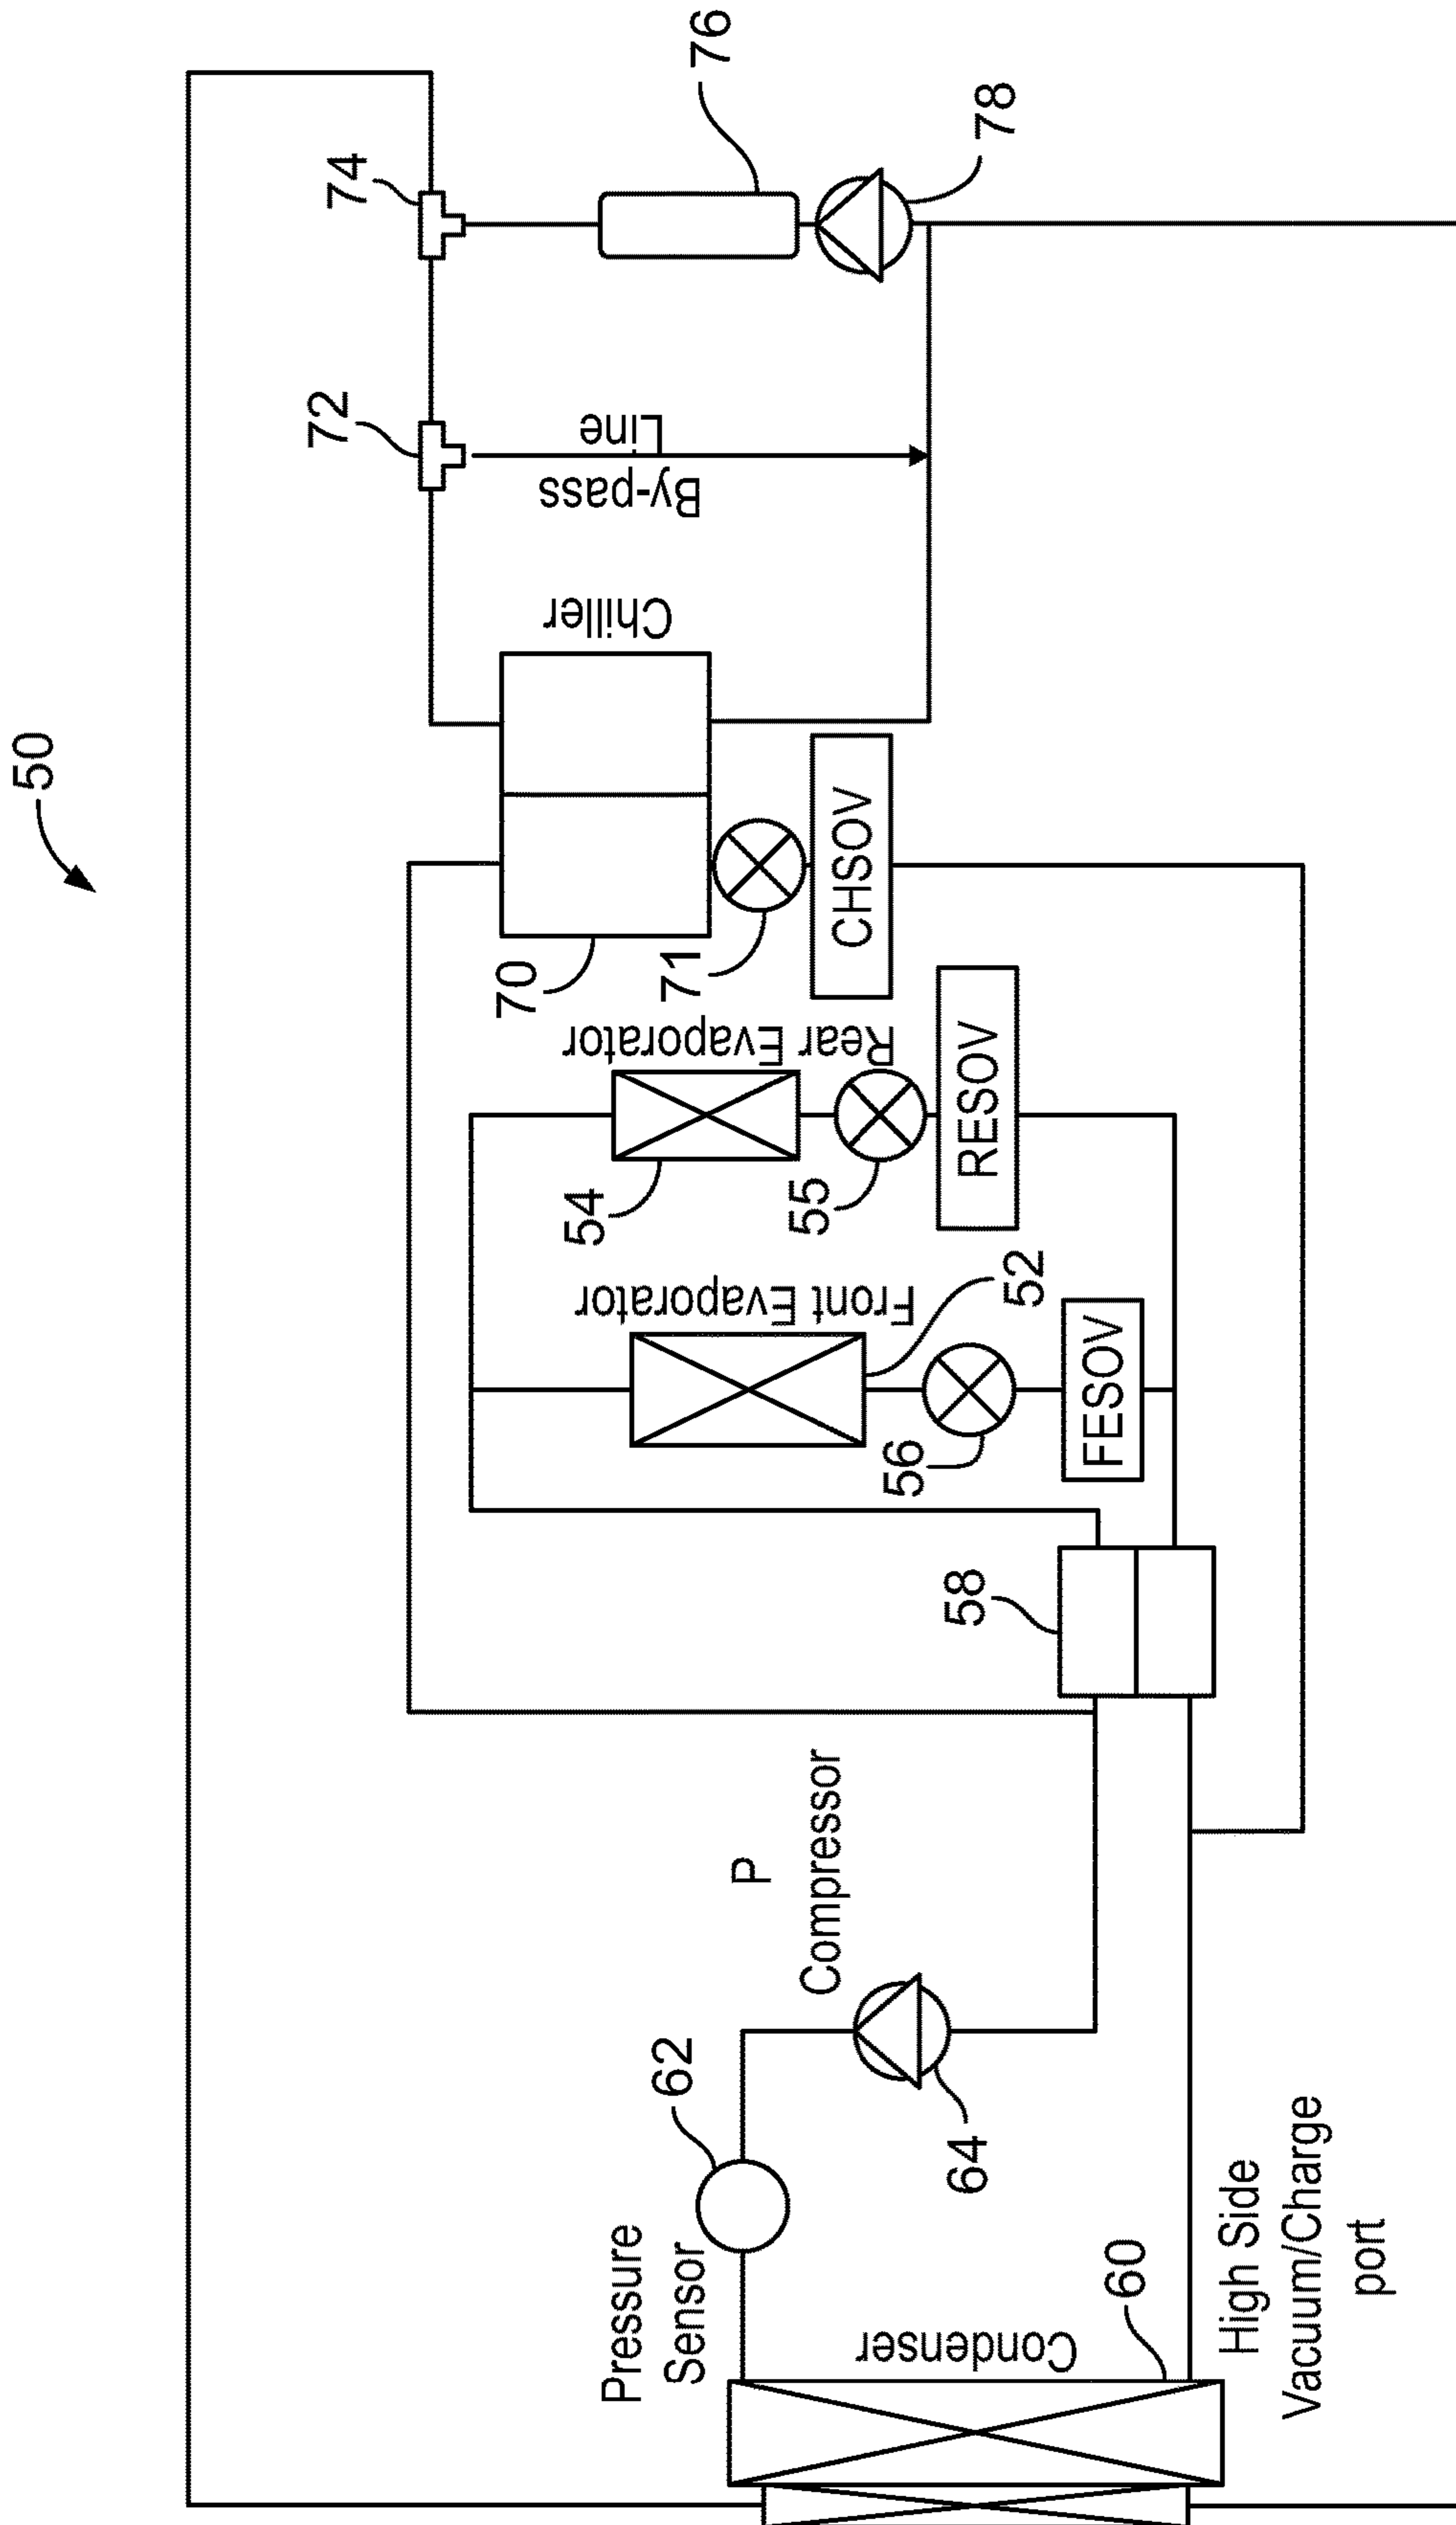 50
76
74
78
72
By-pass
Line
Chiller
70
71
CHSOV
Rear Evaporator
54
55
RESOV
Front Evaporator
52
56
FESOV
58
P
Compressor
64
62
Pressure
Sensor
Condenser
60
High Side
Vacuum/Charge
port